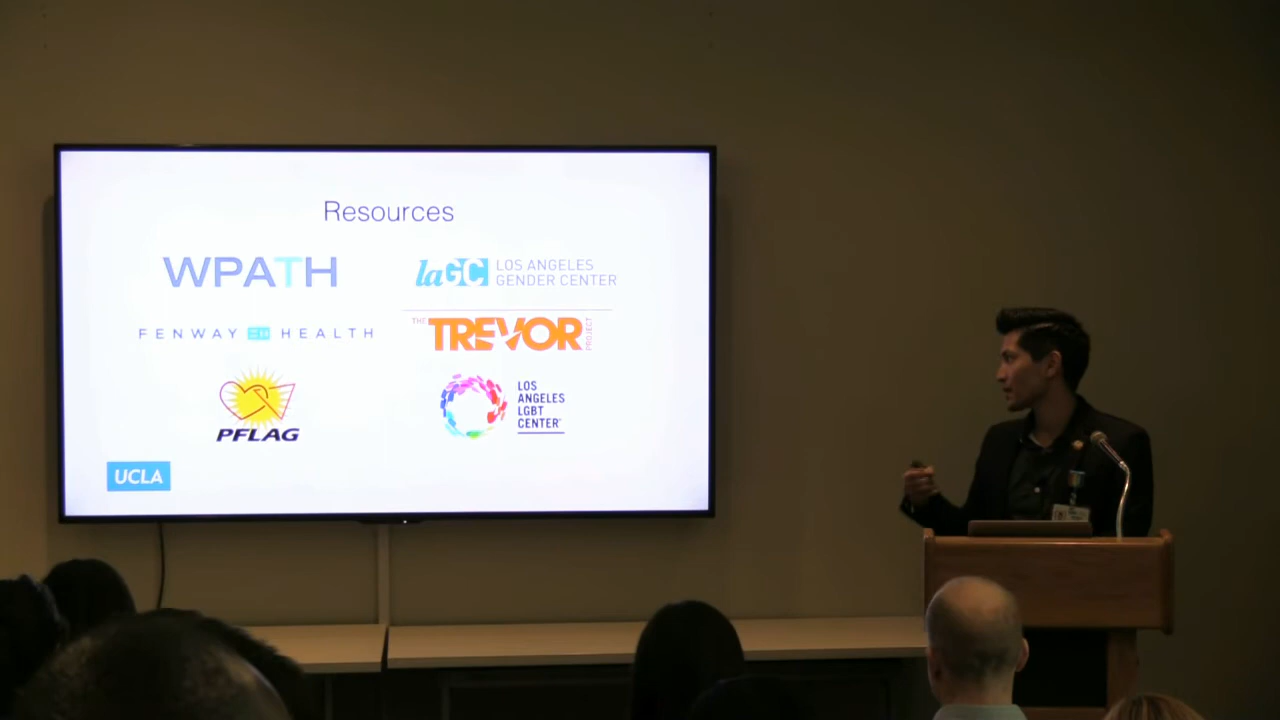 Resources
WPATH
laGC LOS ANGELES
GENDER CENTER
FENWAY HEALTH
THE TREVOR PROJECT
PFLAG
LOS
ANGELES
LGBT
CENTER
UCLA